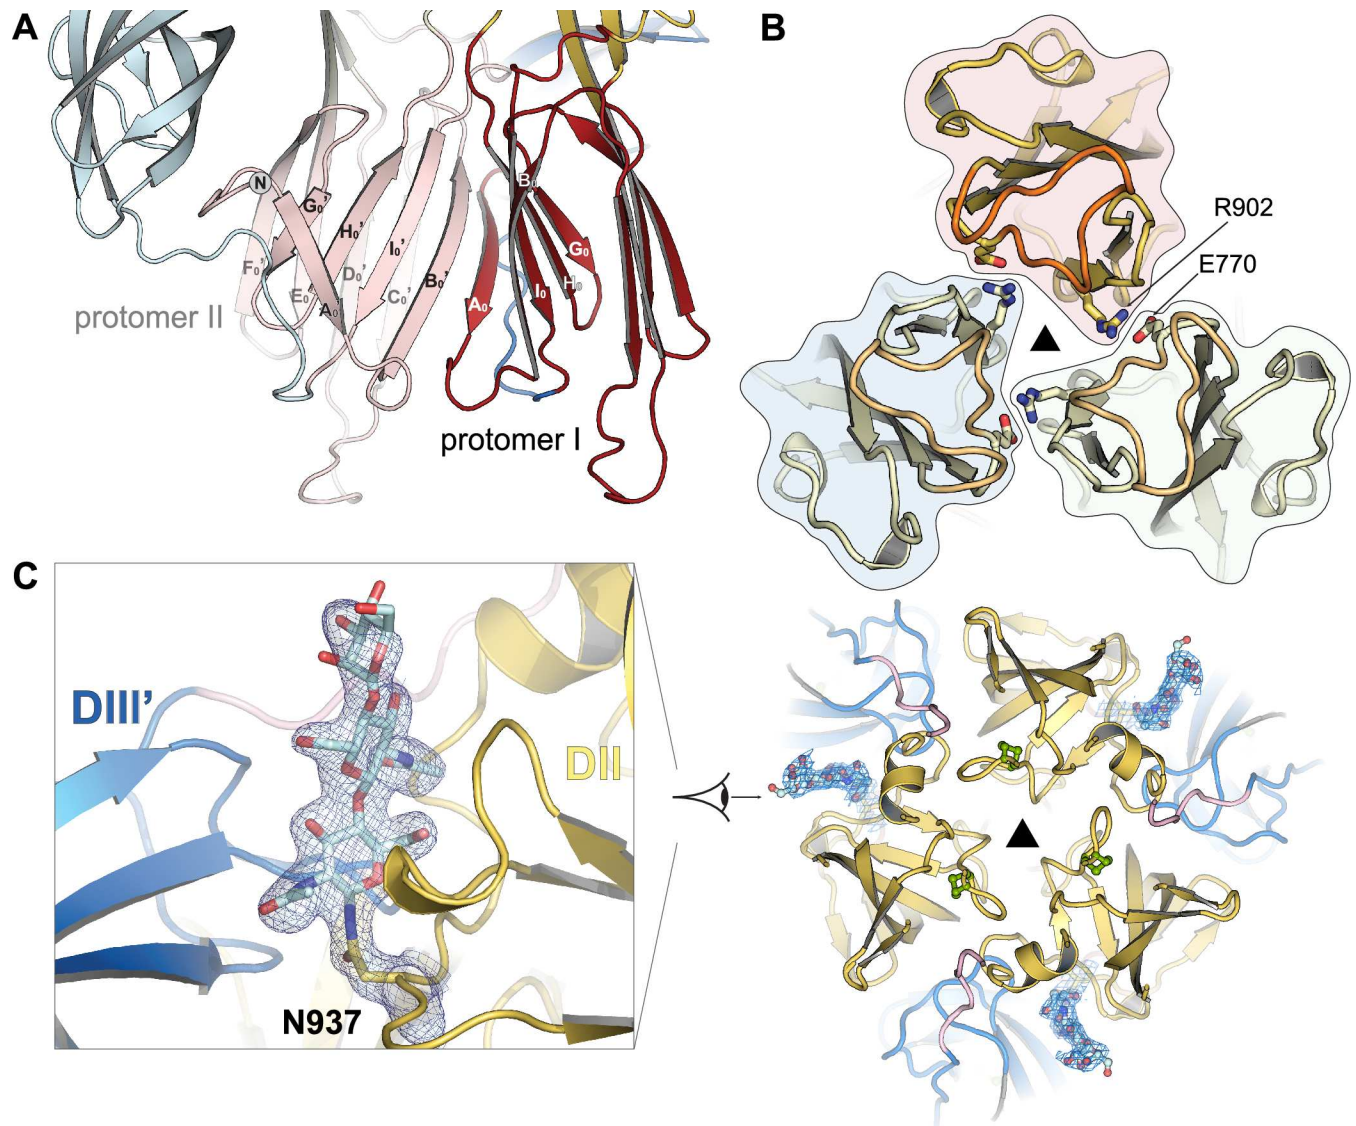 A
B
N
G₀'
H₀'
I₀'
F₀'
E₀'
D₀'
C₀'
B₀'
A₀'
protomer II
B₀
G₀
H₀
I₀
A₀
protomer I
R902
E770
C
DIII’
DII
N937